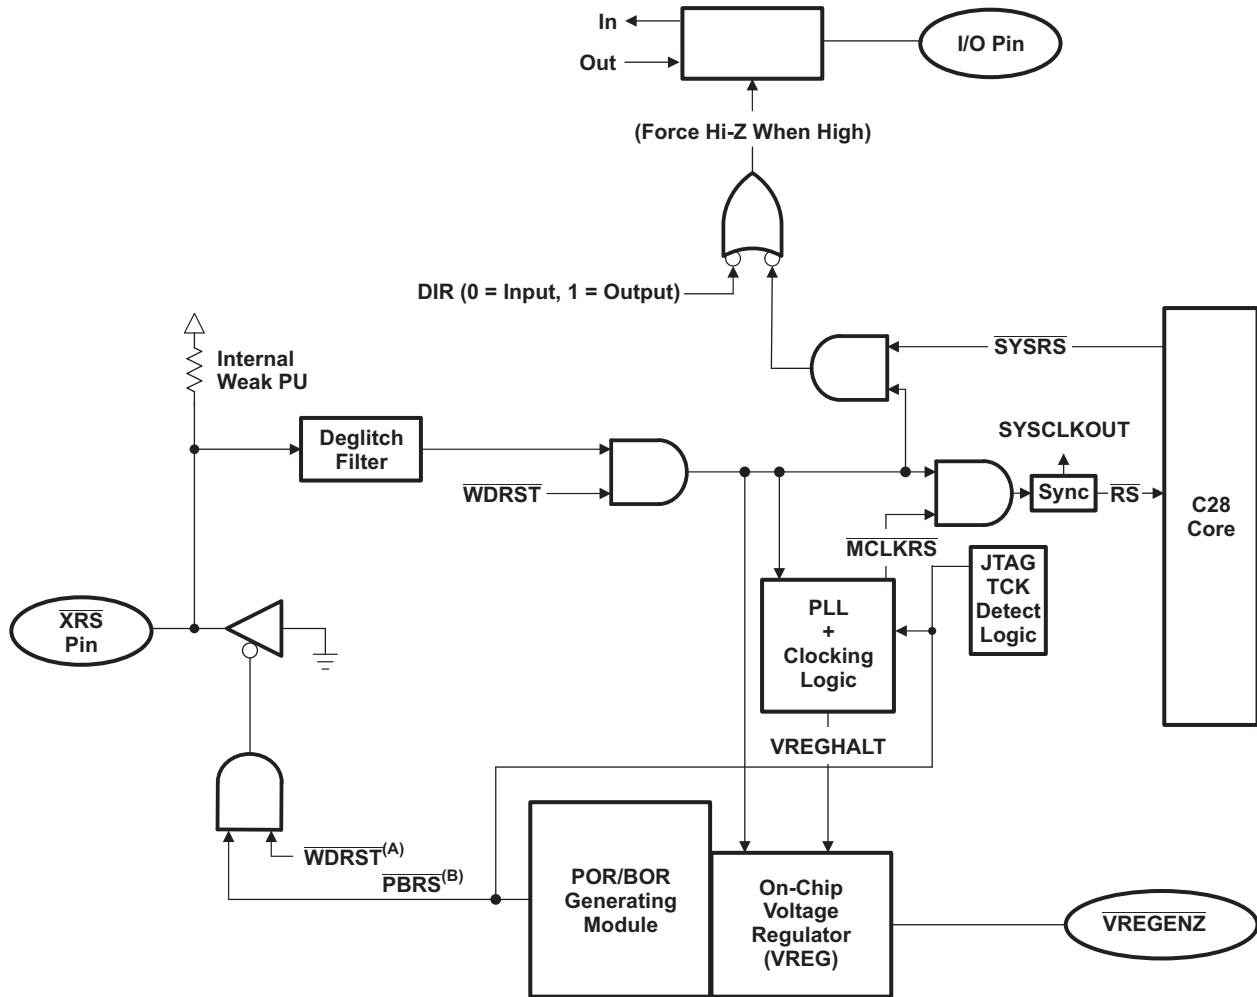 In
Out
I/O Pin
(Force Hi-Z When High)
DIR (0 = Input, 1 = Output)
Internal
Weak PU
SYSRS
Deglitch
Filter
SYSCLKOUT
WDRST
Sync
RS
C28
Core
MCLKRS
JTAG
TCK
Detect
Logic
XRS
Pin
PLL
+
Clocking
Logic
VREGHALT
WDRST(A)
PBRS(B)
POR/BOR
Generating
Module
On-Chip
Voltage
Regulator
(VREG)
VREGENZ